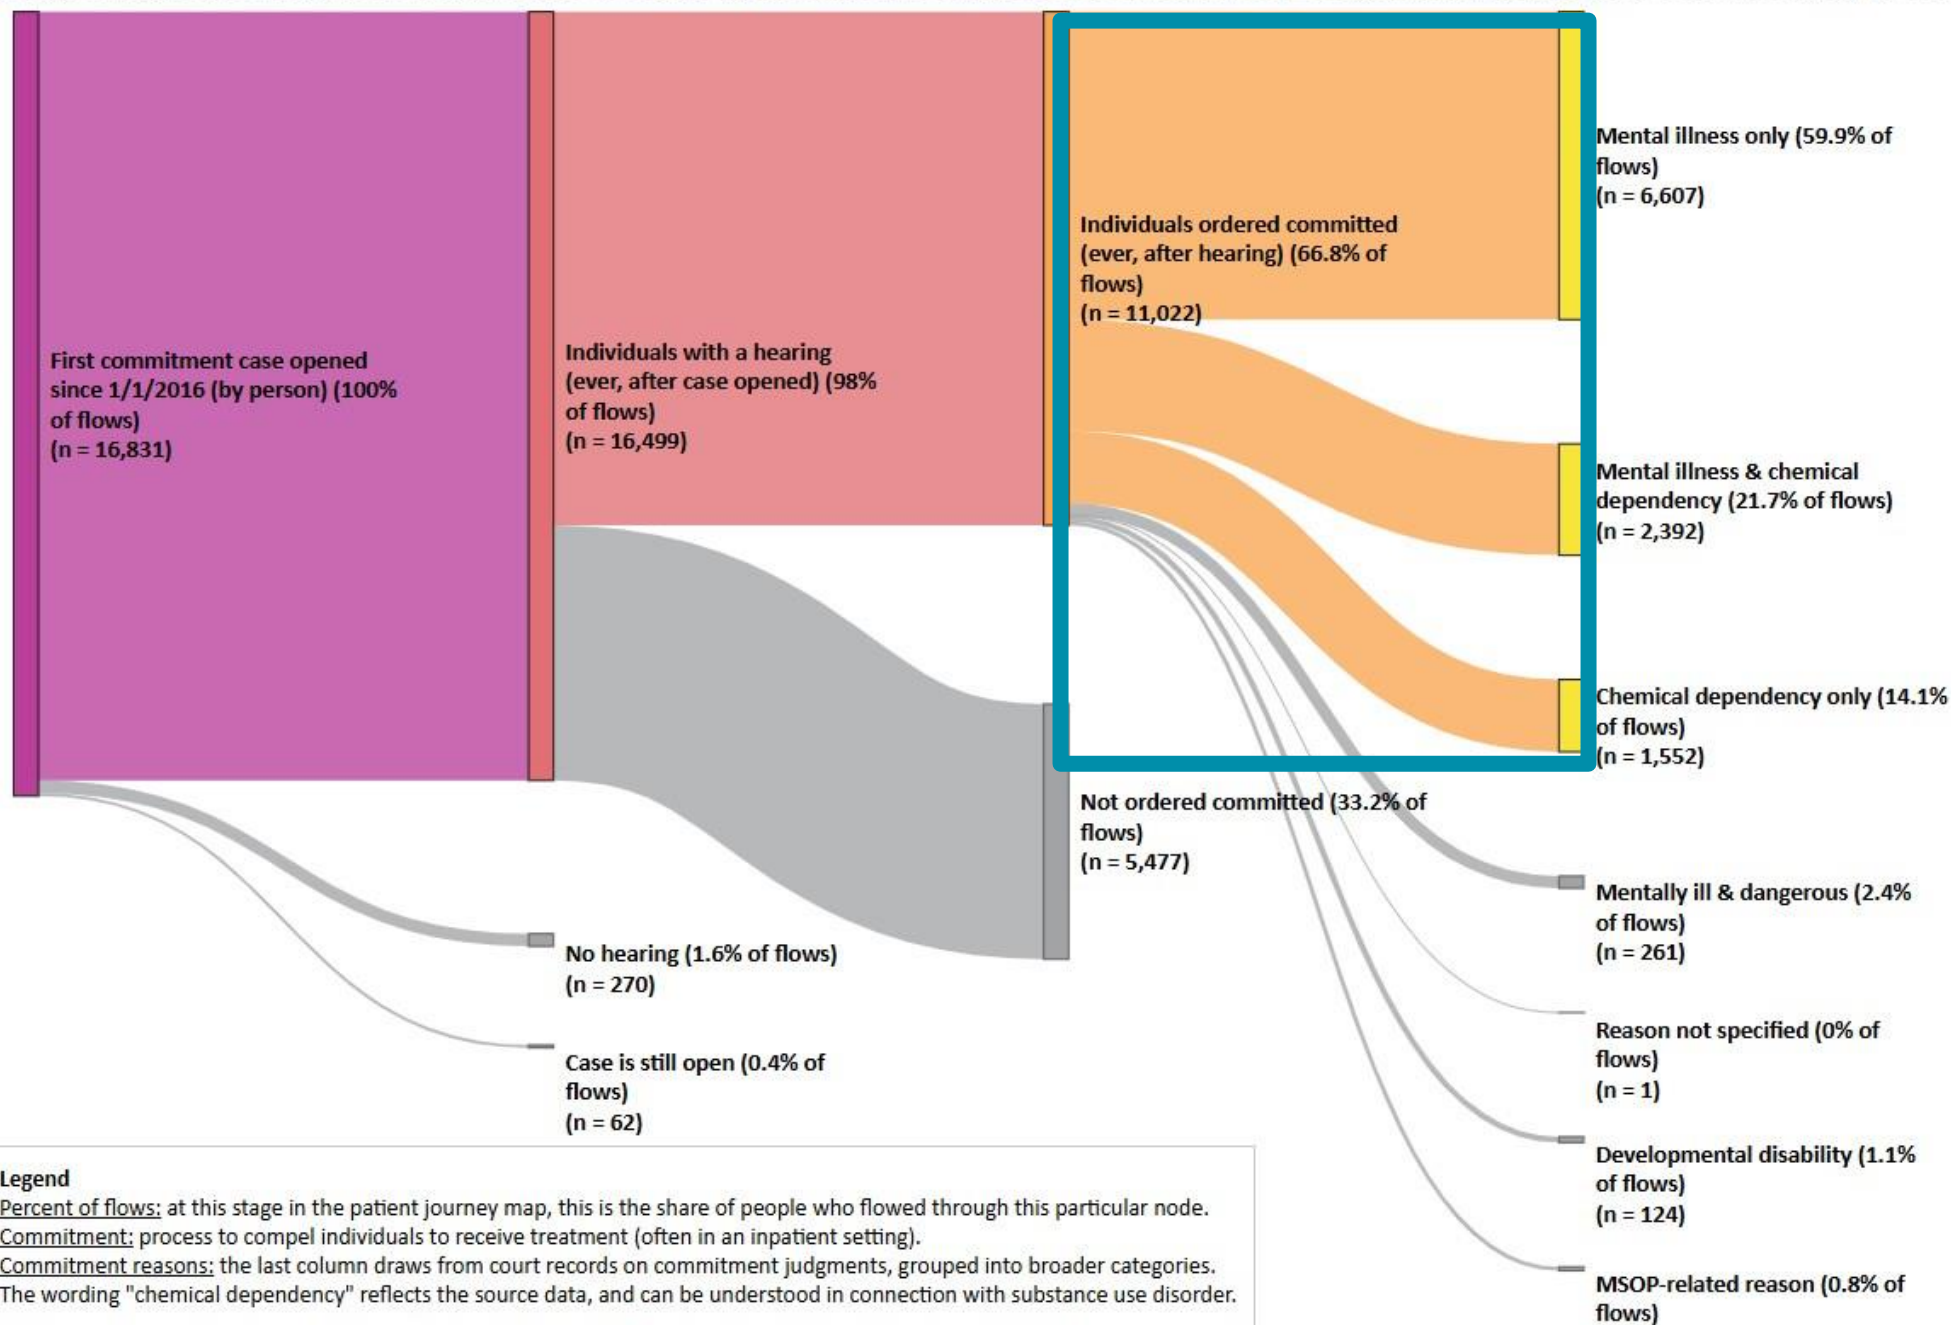 First commitment case opened
since 1/1/2016 (by person) (100%
of flows)
(n = 16,831)
Individuals with a hearing
(ever, after case opened) (98%
of flows)
(n = 16,499)
No hearing (1.6% of flows)
(n = 270)
Case is still open (0.4% of
flows)
(n = 62)
Individuals ordered committed
(ever, after hearing) (66.8% of
flows)
(n = 11,022)
Not ordered committed (33.2% of
flows)
(n = 5,477)
Mental illness only (59.9% of
flows)
(n = 6,607)
Mental illness & chemical
dependency (21.7% of flows)
(n = 2,392)
Chemical dependency only (14.1%
of flows)
(n = 1,552)
Mentally ill & dangerous (2.4%
of flows)
(n = 261)
Reason not specified (0% of
flows)
(n = 1)
Developmental disability (1.1%
of flows)
(n = 124)
MSOP-related reason (0.8% of
flows)
Legend
Percent of flows: at this stage in the patient journey map, this is the share of people who flowed through this particular node.
Commitment: process to compel individuals to receive treatment (often in an inpatient setting).
Commitment reasons: the last column draws from court records on commitment judgments, grouped into broader categories.
The wording "chemical dependency" reflects the source data, and can be understood in connection with substance use disorder.